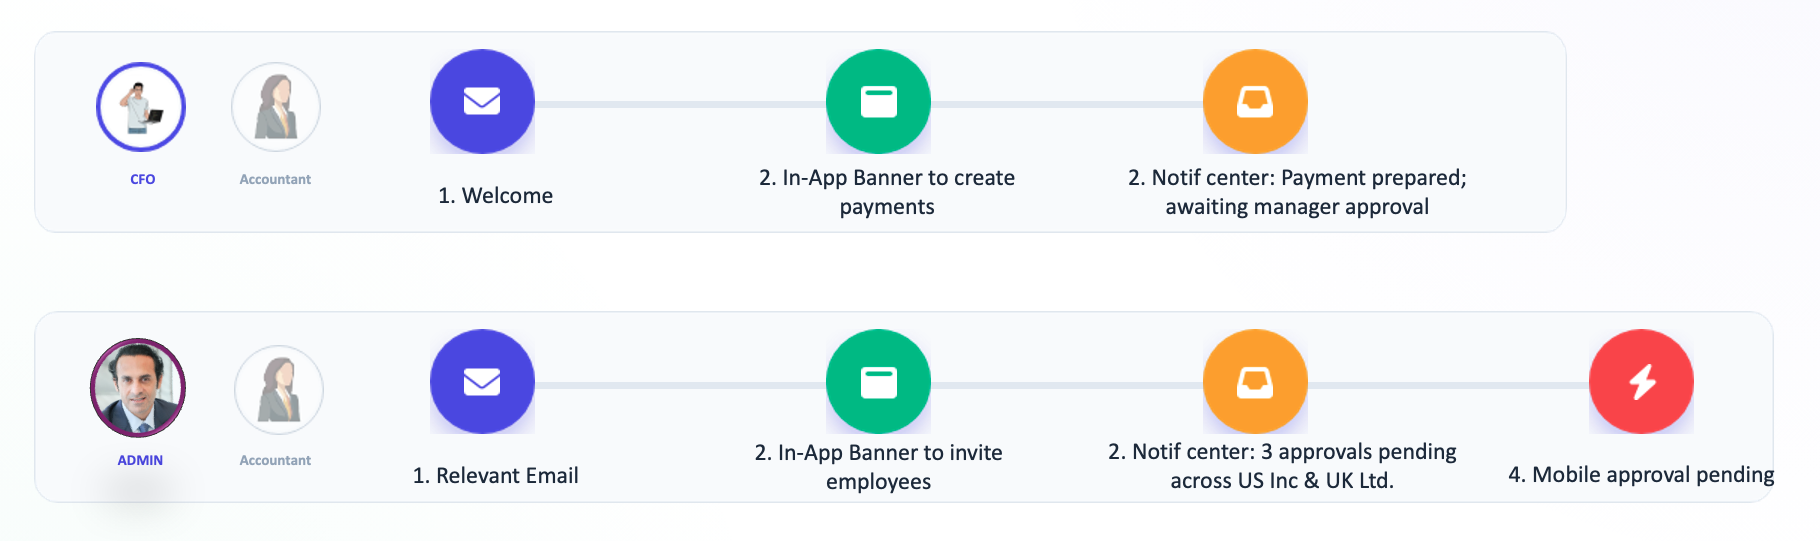 CFO
Accountant
1. Welcome
2. In-App Banner to create
payments
2. Notif center: Payment prepared;
awaiting manager approval
ADMIN
Accountant
1. Relevant Email
2. In-App Banner to invite
employees
2. Notif center: 3 approvals pending
across US Inc & UK Ltd.
4. Mobile approval pending